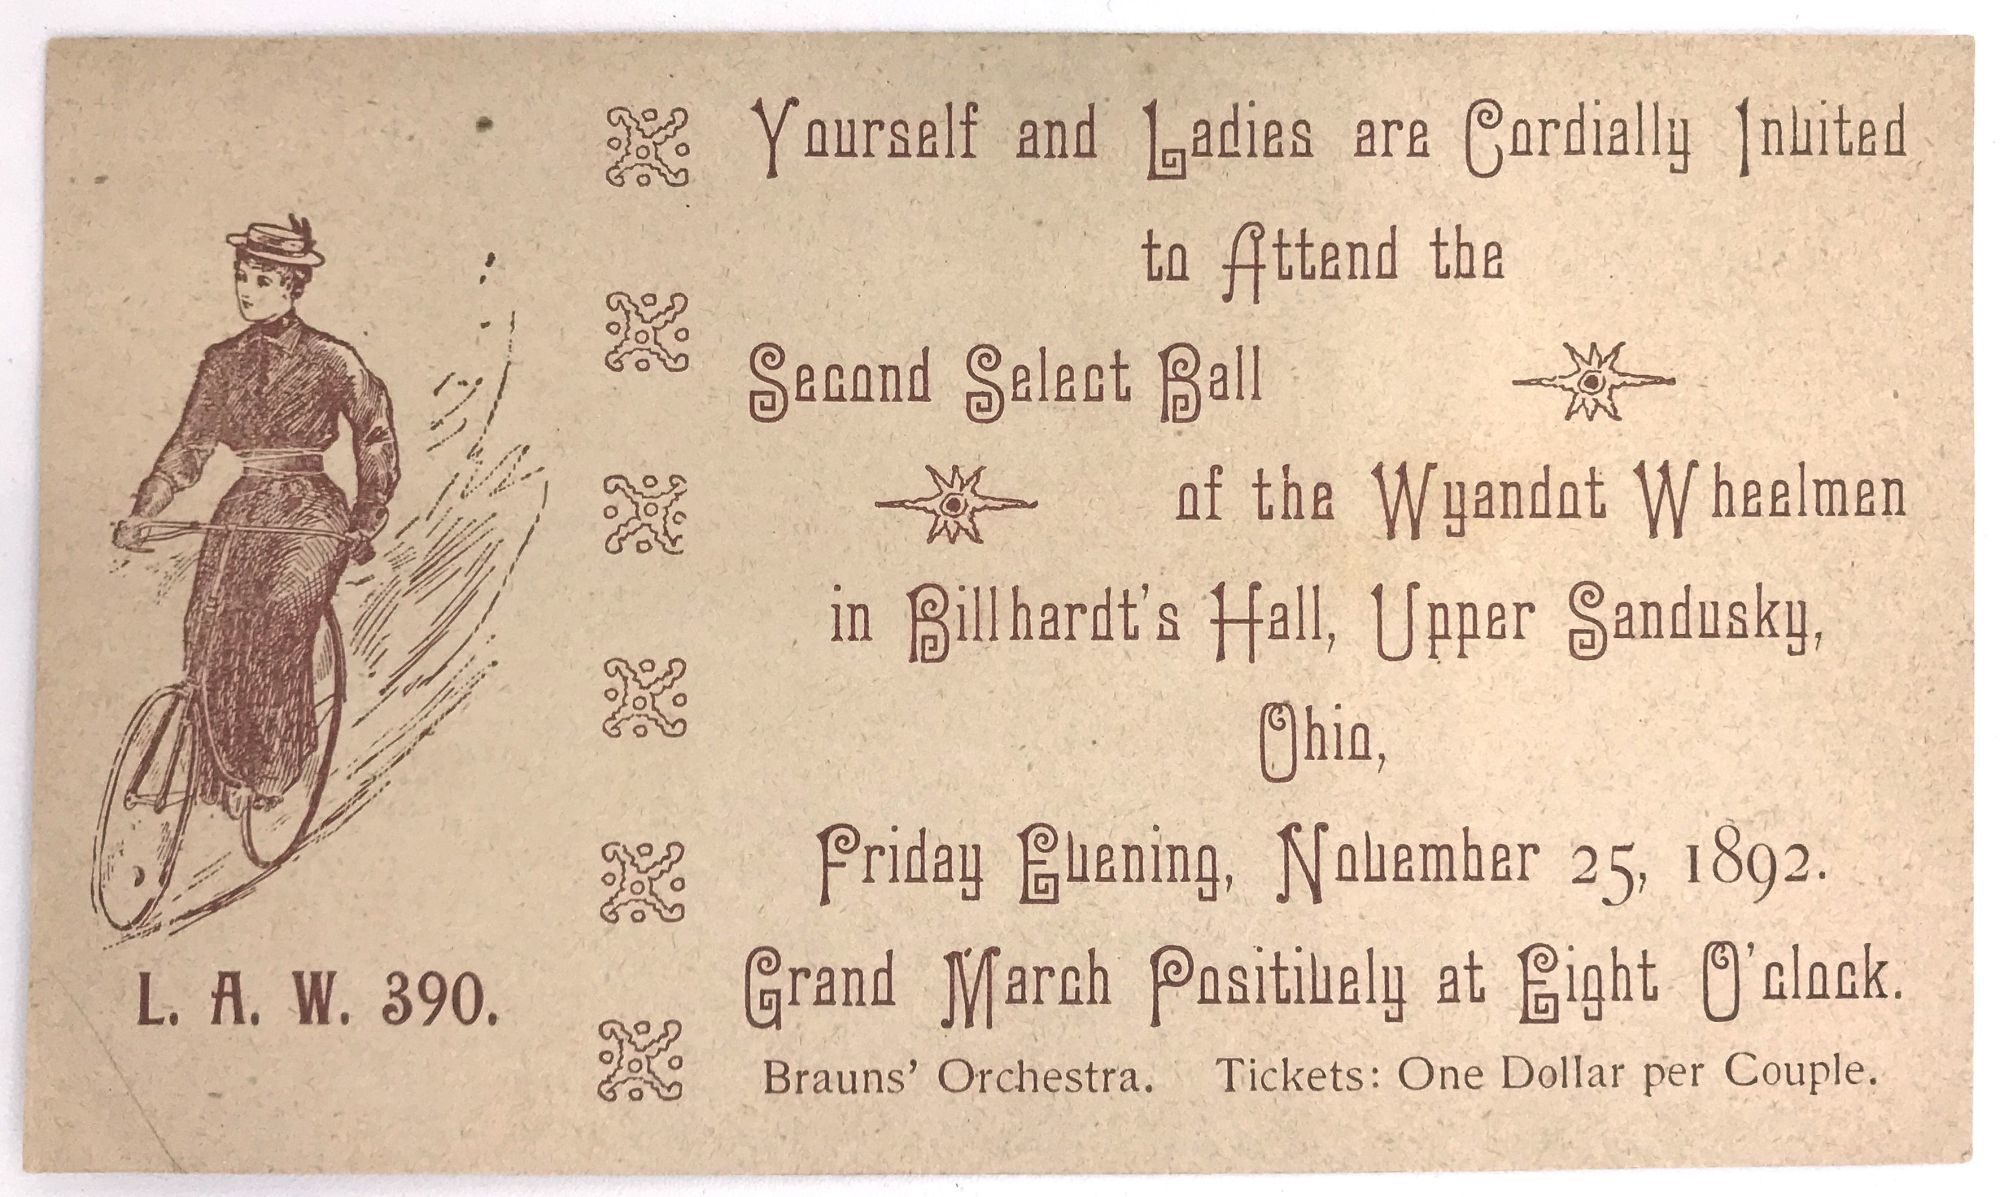 Yourself and Ladies are Cordially Invited
to Attend the
Second Select Ball
of the Wyandot Wheelmen
in Billhardt's Hall, Upper Sandusky,
Ohio,
Friday Evening, November 25, 1892.
Grand March Positively at Eight O'clock.
Brauns' Orchestra. Tickets: One Dollar per Couple.
L. A. W. 390.